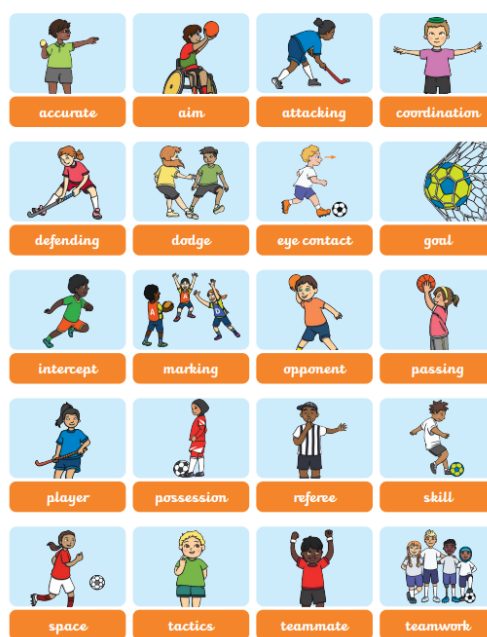 accurate
aim
attacking
coordination
defending
dodge
eye contact
goal
intercept
marking
A
A
D
opponent
passing
player
possession
referee
skill
space
tactics
teammate
teamwork